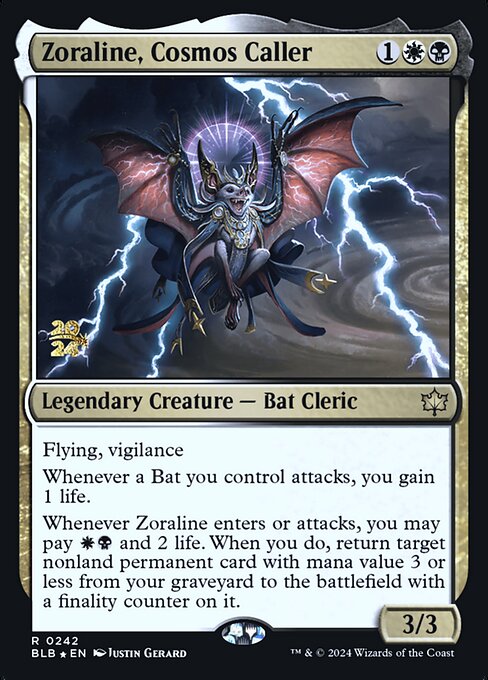 Zoraline, Cosmos Caller 1
2024
Legendary Creature — Bat Cleric
Flying, vigilance
Whenever a Bat you control attacks, you gain
1 life.
Whenever Zoraline enters or attacks, you may
pay and 2 life. When you do, return target
nonland permanent card with mana value 3 or
less from your graveyard to the battlefield with
a finality counter on it.
3/3
R 0242
BLB ★ EN Justin Gerard
™ & © 2024 Wizards of the Coast